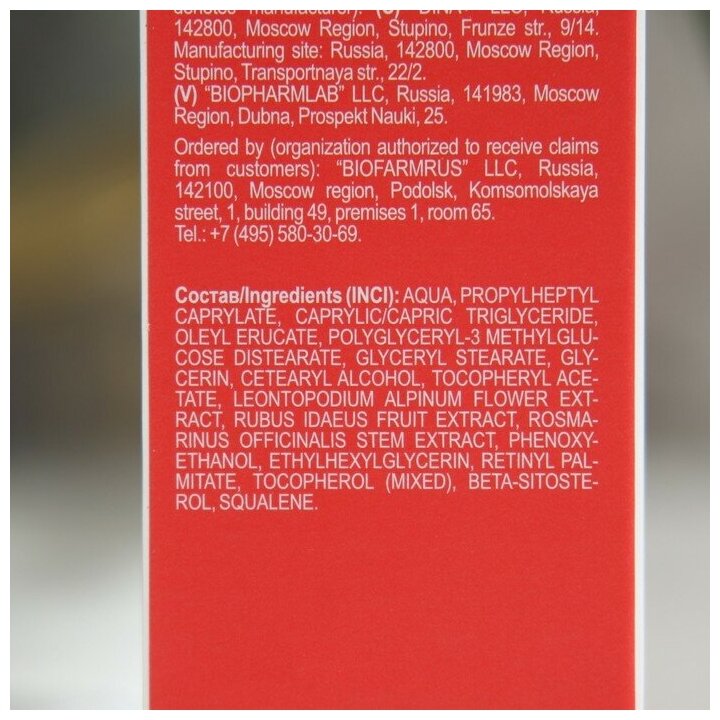 denotes manufacturer): (S) "DINA+" LLC, Russia,
142800, Moscow Region, Stupino, Frunze str., 9/14.
Manufacturing site: Russia, 142800, Moscow Region,
Stupino, Transportnaya str., 22/2.
(V) “BIOPHARMLAB” LLC, Russia, 141983, Moscow
Region, Dubna, Prospekt Nauki, 25.
Ordered by (organization authorized to receive claims
from customers): “BIOFARMRUS” LLC, Russia,
142100, Moscow region, Podolsk, Komsomolskaya
street, 1, building 49, premises 1, room 65.
Tel.: +7 (495) 580-30-69.
Состав/Ingredients (INCI): AQUA, PROPYLHEPTYL
CAPRYLATE, CAPRYLIC/CAPRIC TRIGLYCERIDE,
OLEYL ERUCATE, POLYGLYCERYL-3 METHYLGLU-
COSE DISTEARATE, GLYCERYL STEARATE, GLY-
CERIN, CETEARYL ALCOHOL, TOCOPHERYL ACE-
TATE, LEONTOPODIUM ALPINUM FLOWER EXT-
RACT, RUBUS IDAEUS FRUIT EXTRACT, ROSMA-
RINUS OFFICINALIS STEM EXTRACT, PHENOXY-
ETHANOL, ETHYLHEXYLGLYCERIN, RETINYL PAL-
MITATE, TOCOPHEROL (MIXED), BETA-SITOSTE-
ROL, SQUALENE.